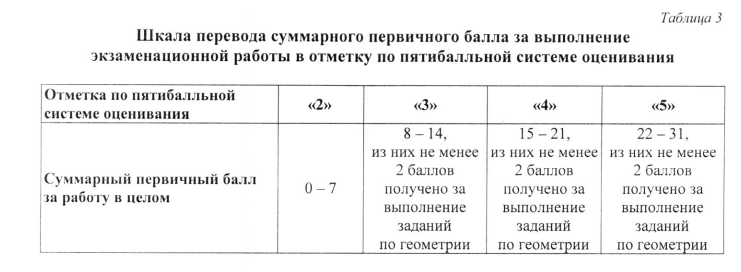 Таблица 3
Шкала перевода суммарного первичного балла за выполнение
экзаменационной работы в отметку по пятибалльной системе оценивания
Отметка по пятибалльной
системе оценивания
«2»
«3»
«4»
«5»
Суммарный первичный балл
за работу в целом
0 – 7
8 – 14,
из них не менее
2 баллов
получено за
выполнение
заданий
по геометрии
15 – 21,
из них не менее
2 баллов
получено за
выполнение
заданий
по геометрии
22 – 31,
из них не менее
2 баллов
получено за
выполнение
заданий
по геометрии